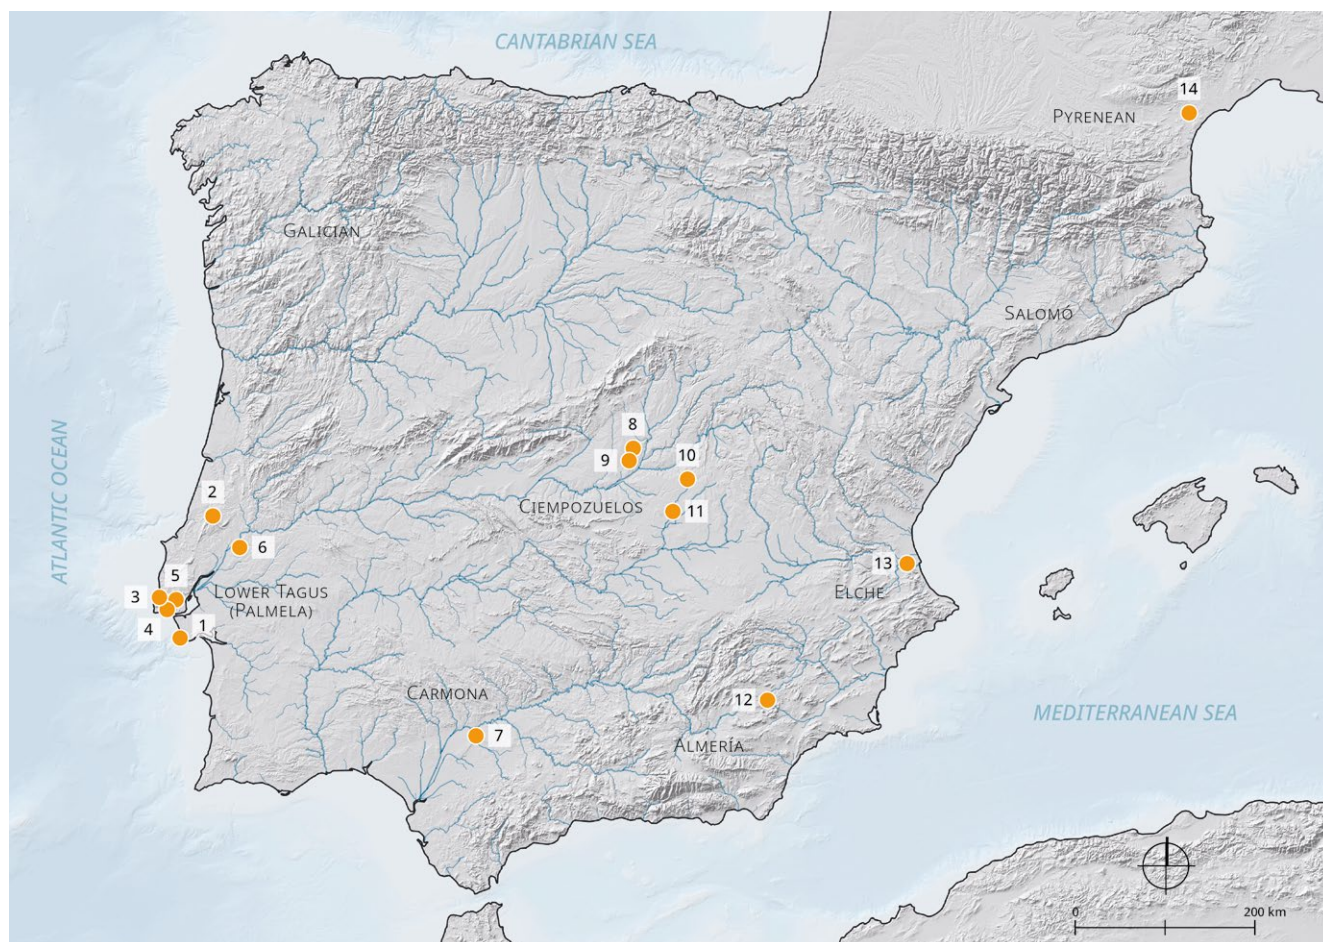 CANTABRIAN SEA
14
PYRENEAN
GALICIAN
SALOMÓ
ATLANTIC OCEAN
8
9
10
2
CIEMPOZUELOS
11
6
13
5
3
LOWER TAGUS
(PALMELA)
ELCHE
4
1
CARMONA
12
MEDITERRANEAN SEA
7
ALMERÍA
0
200 km